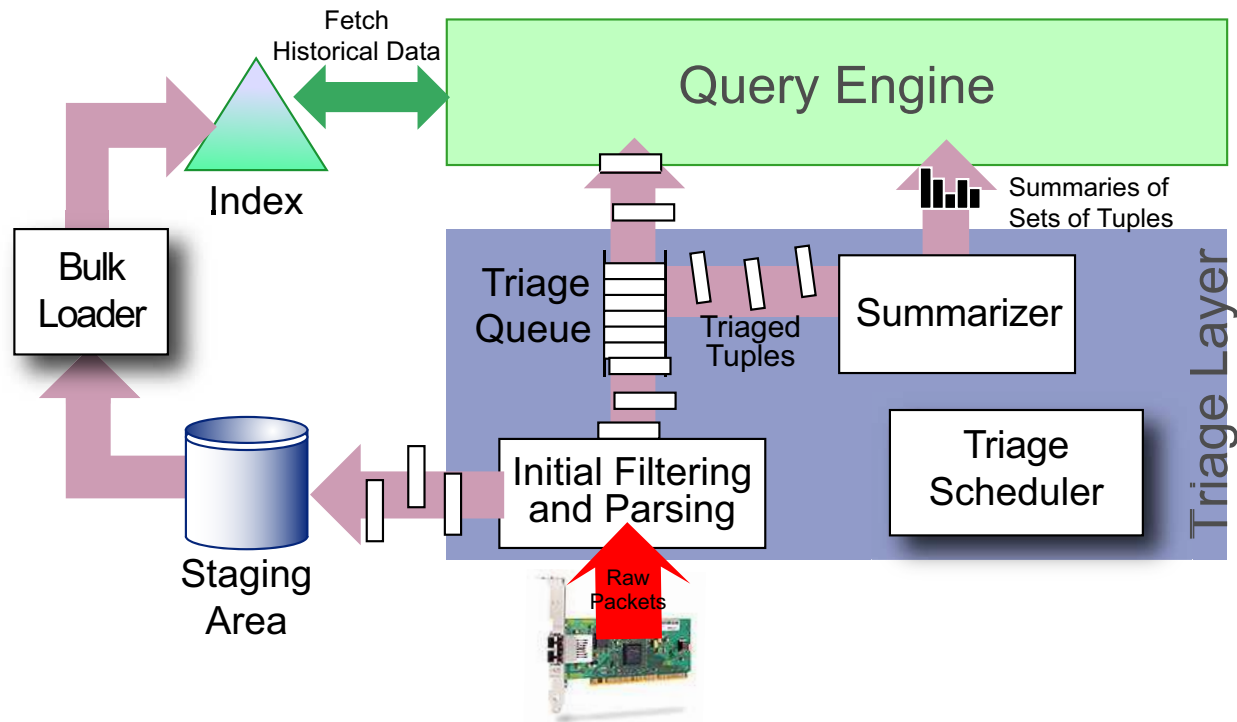 Fetch
Historical Data
Query Engine
Index
Summaries of
Sets of Tuples
Bulk
Loader
Triage
Queue
Triaged
Tuples
Summarizer
Triage Layer
Initial Filtering
and Parsing
Triage
Scheduler
Staging
Area
Raw
Packets